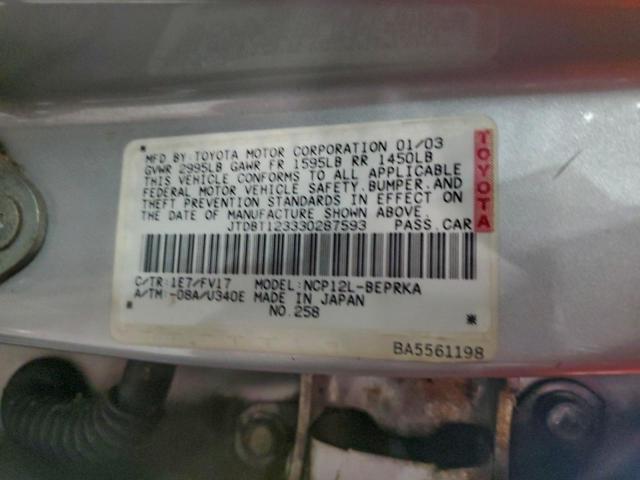 MFD. BY: TOYOTA MOTOR CORPORATION 01/03
GVWR 2995LB GAWR FR 1595LB RR 1450LB
THIS VEHICLE CONFORMS TO ALL APPLICABLE
FEDERAL MOTOR VEHICLE SAFETY, BUMPER, AND
THEFT PREVENTION STANDARDS IN EFFECT ON
THE DATE OF MANUFACTURE SHOWN ABOVE.
JTDBT123330287593 PASS. CAR
TOYOTA
C/TR: 1E7/FV17 MODEL: NCP12L-BEPRKA
A/TM: -08A/U340E MADE IN JAPAN
NO. 258
BA5561198